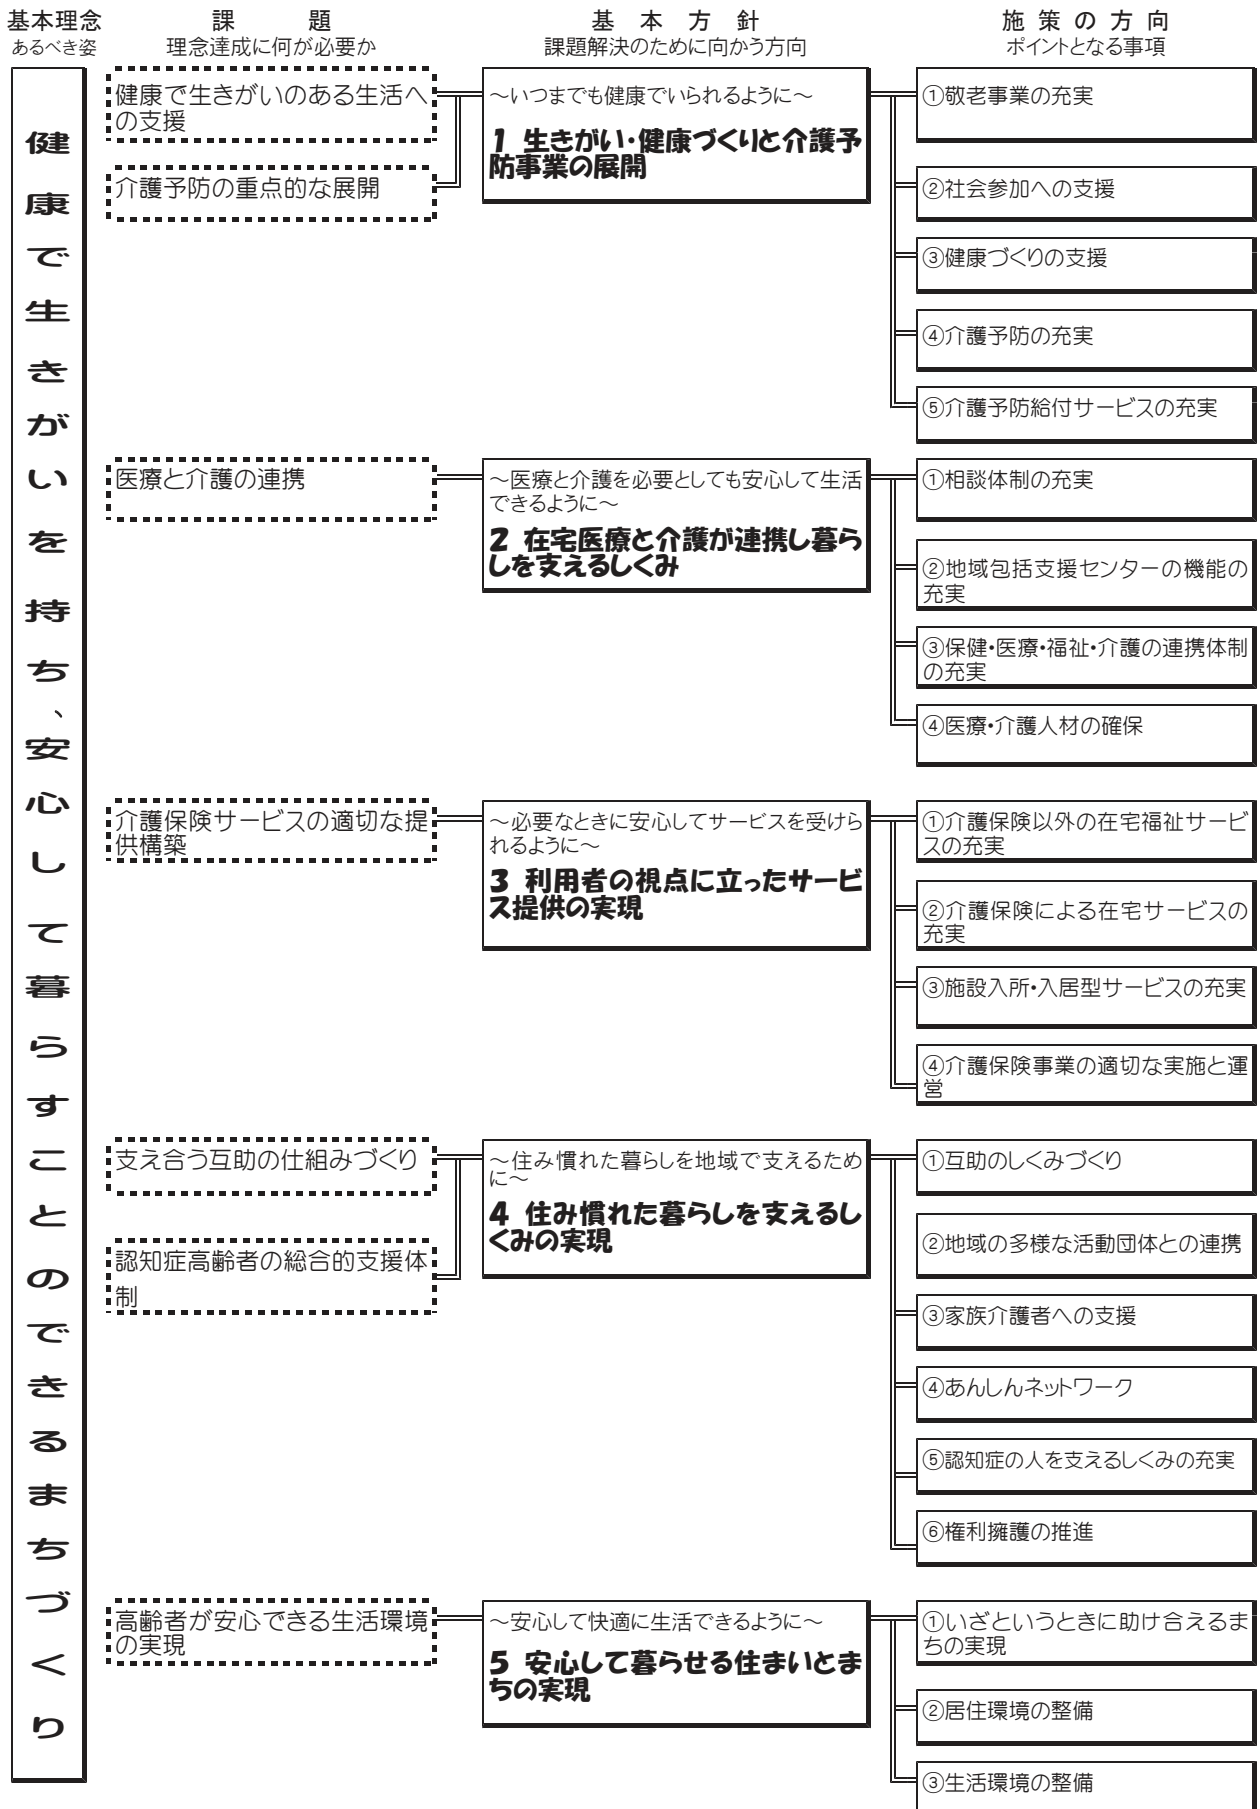 基本理念
あるべき姿
課題
理念達成に何が必要か
基本方針
課題解決のために向かう方向
施策の方向
ポイントとなる事項
健康で生きがいを持ち、安心して暮らすことのできるまちづくり
健康で生きがいのある生活へ
の支援
介護予防の重点的な展開
～いつまでも健康でいられるように～
1 生きがい・健康づくりと介護予
防事業の展開
①敬老事業の充実
②社会参加への支援
③健康づくりの支援
④介護予防の充実
⑤介護予防給付サービスの充実
医療と介護の連携
～医療と介護を必要としても安心して生活
できるように～
2 在宅医療と介護が連携し暮ら
しを支えるしくみ
①相談体制の充実
②地域包括支援センターの機能の
充実
③保健・医療・福祉・介護の連携体制
の充実
④医療・介護人材の確保
介護保険サービスの適切な提
供構築
～必要なときに安心してサービスを受けら
れるように～
3 利用者の視点に立ったサービ
ス提供の実現
①介護保険以外の在宅福祉サービ
スの充実
②介護保険による在宅サービスの
充実
③施設入所・入居型サービスの充実
④介護保険事業の適切な実施と運
営
支え合う互助の仕組みづくり
認知症高齢者の総合的支援体
制
～住み慣れた暮らしを地域で支えるため
に～
4 住み慣れた暮らしを支えるし
くみの実現
①互助のしくみづくり
②地域の多様な活動団体との連携
③家族介護者への支援
④あんしんネットワーク
⑤認知症の人を支えるしくみの充実
⑥権利擁護の推進
高齢者が安心できる生活環境
の実現
～安心して快適に生活できるように～
5 安心して暮らせる住まいとま
ちの実現
①いざというときに助け合えるま
ちの実現
②居住環境の整備
③生活環境の整備